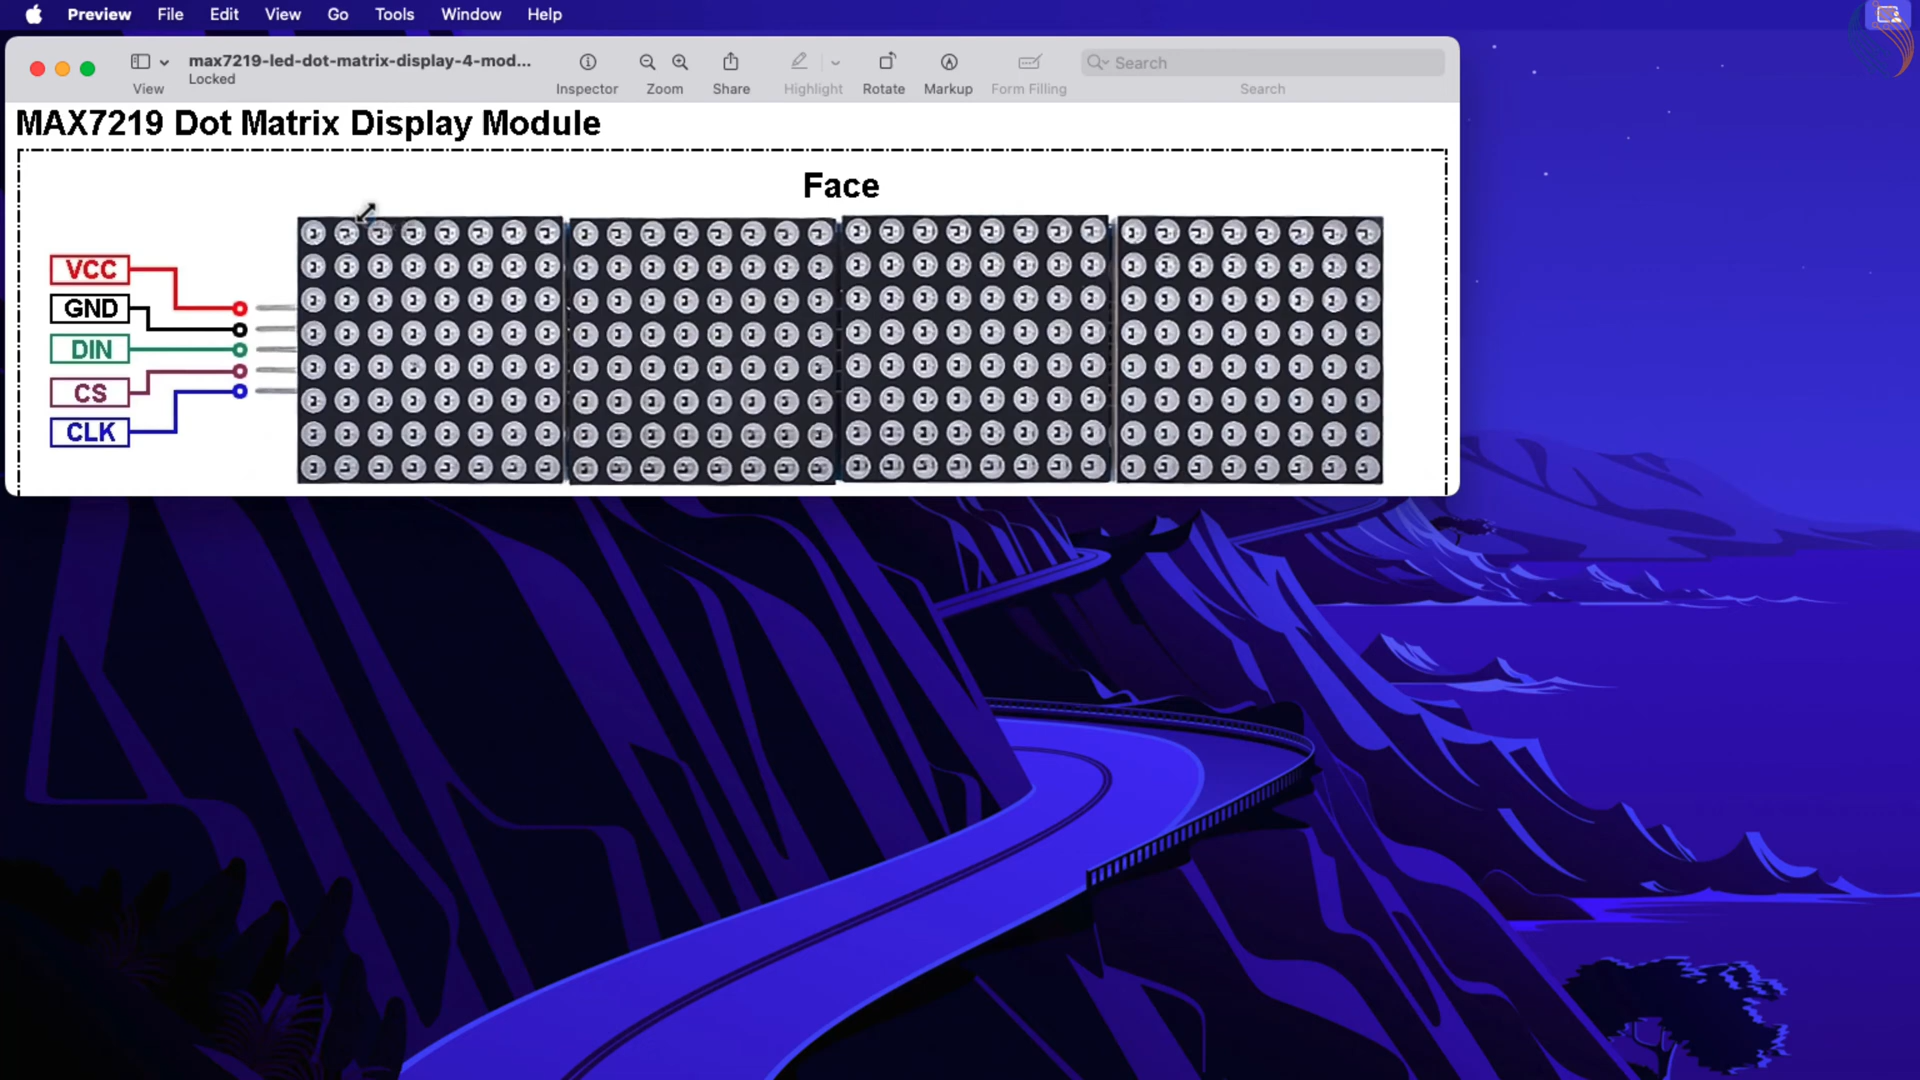 Preview File Edit View Go Tools Window Help
max7219-led-dot-matrix-display-4-mod...
Locked
View
Inspector
Zoom
Share
Highlight
Rotate
Markup
Form Filling
Search
Search
MAX7219 Dot Matrix Display Module
Face
VCC
GND
DIN
CS
CLK